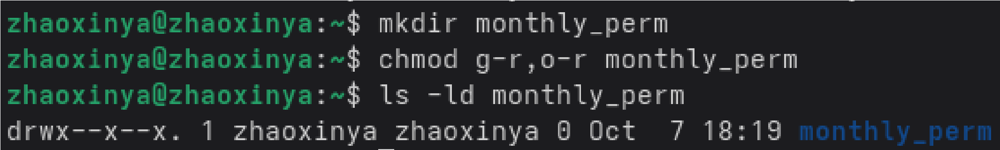 zhaoxinya@zhaoxinya:~$ mkdir monthly_perm
zhaoxinya@zhaoxinya:~$ chmod g-r,o-r monthly_perm
zhaoxinya@zhaoxinya:~$ ls -ld monthly_perm
drwx--x--x. 1 zhaoxinya zhaoxinya 0 Oct  7 18:19 monthly_perm